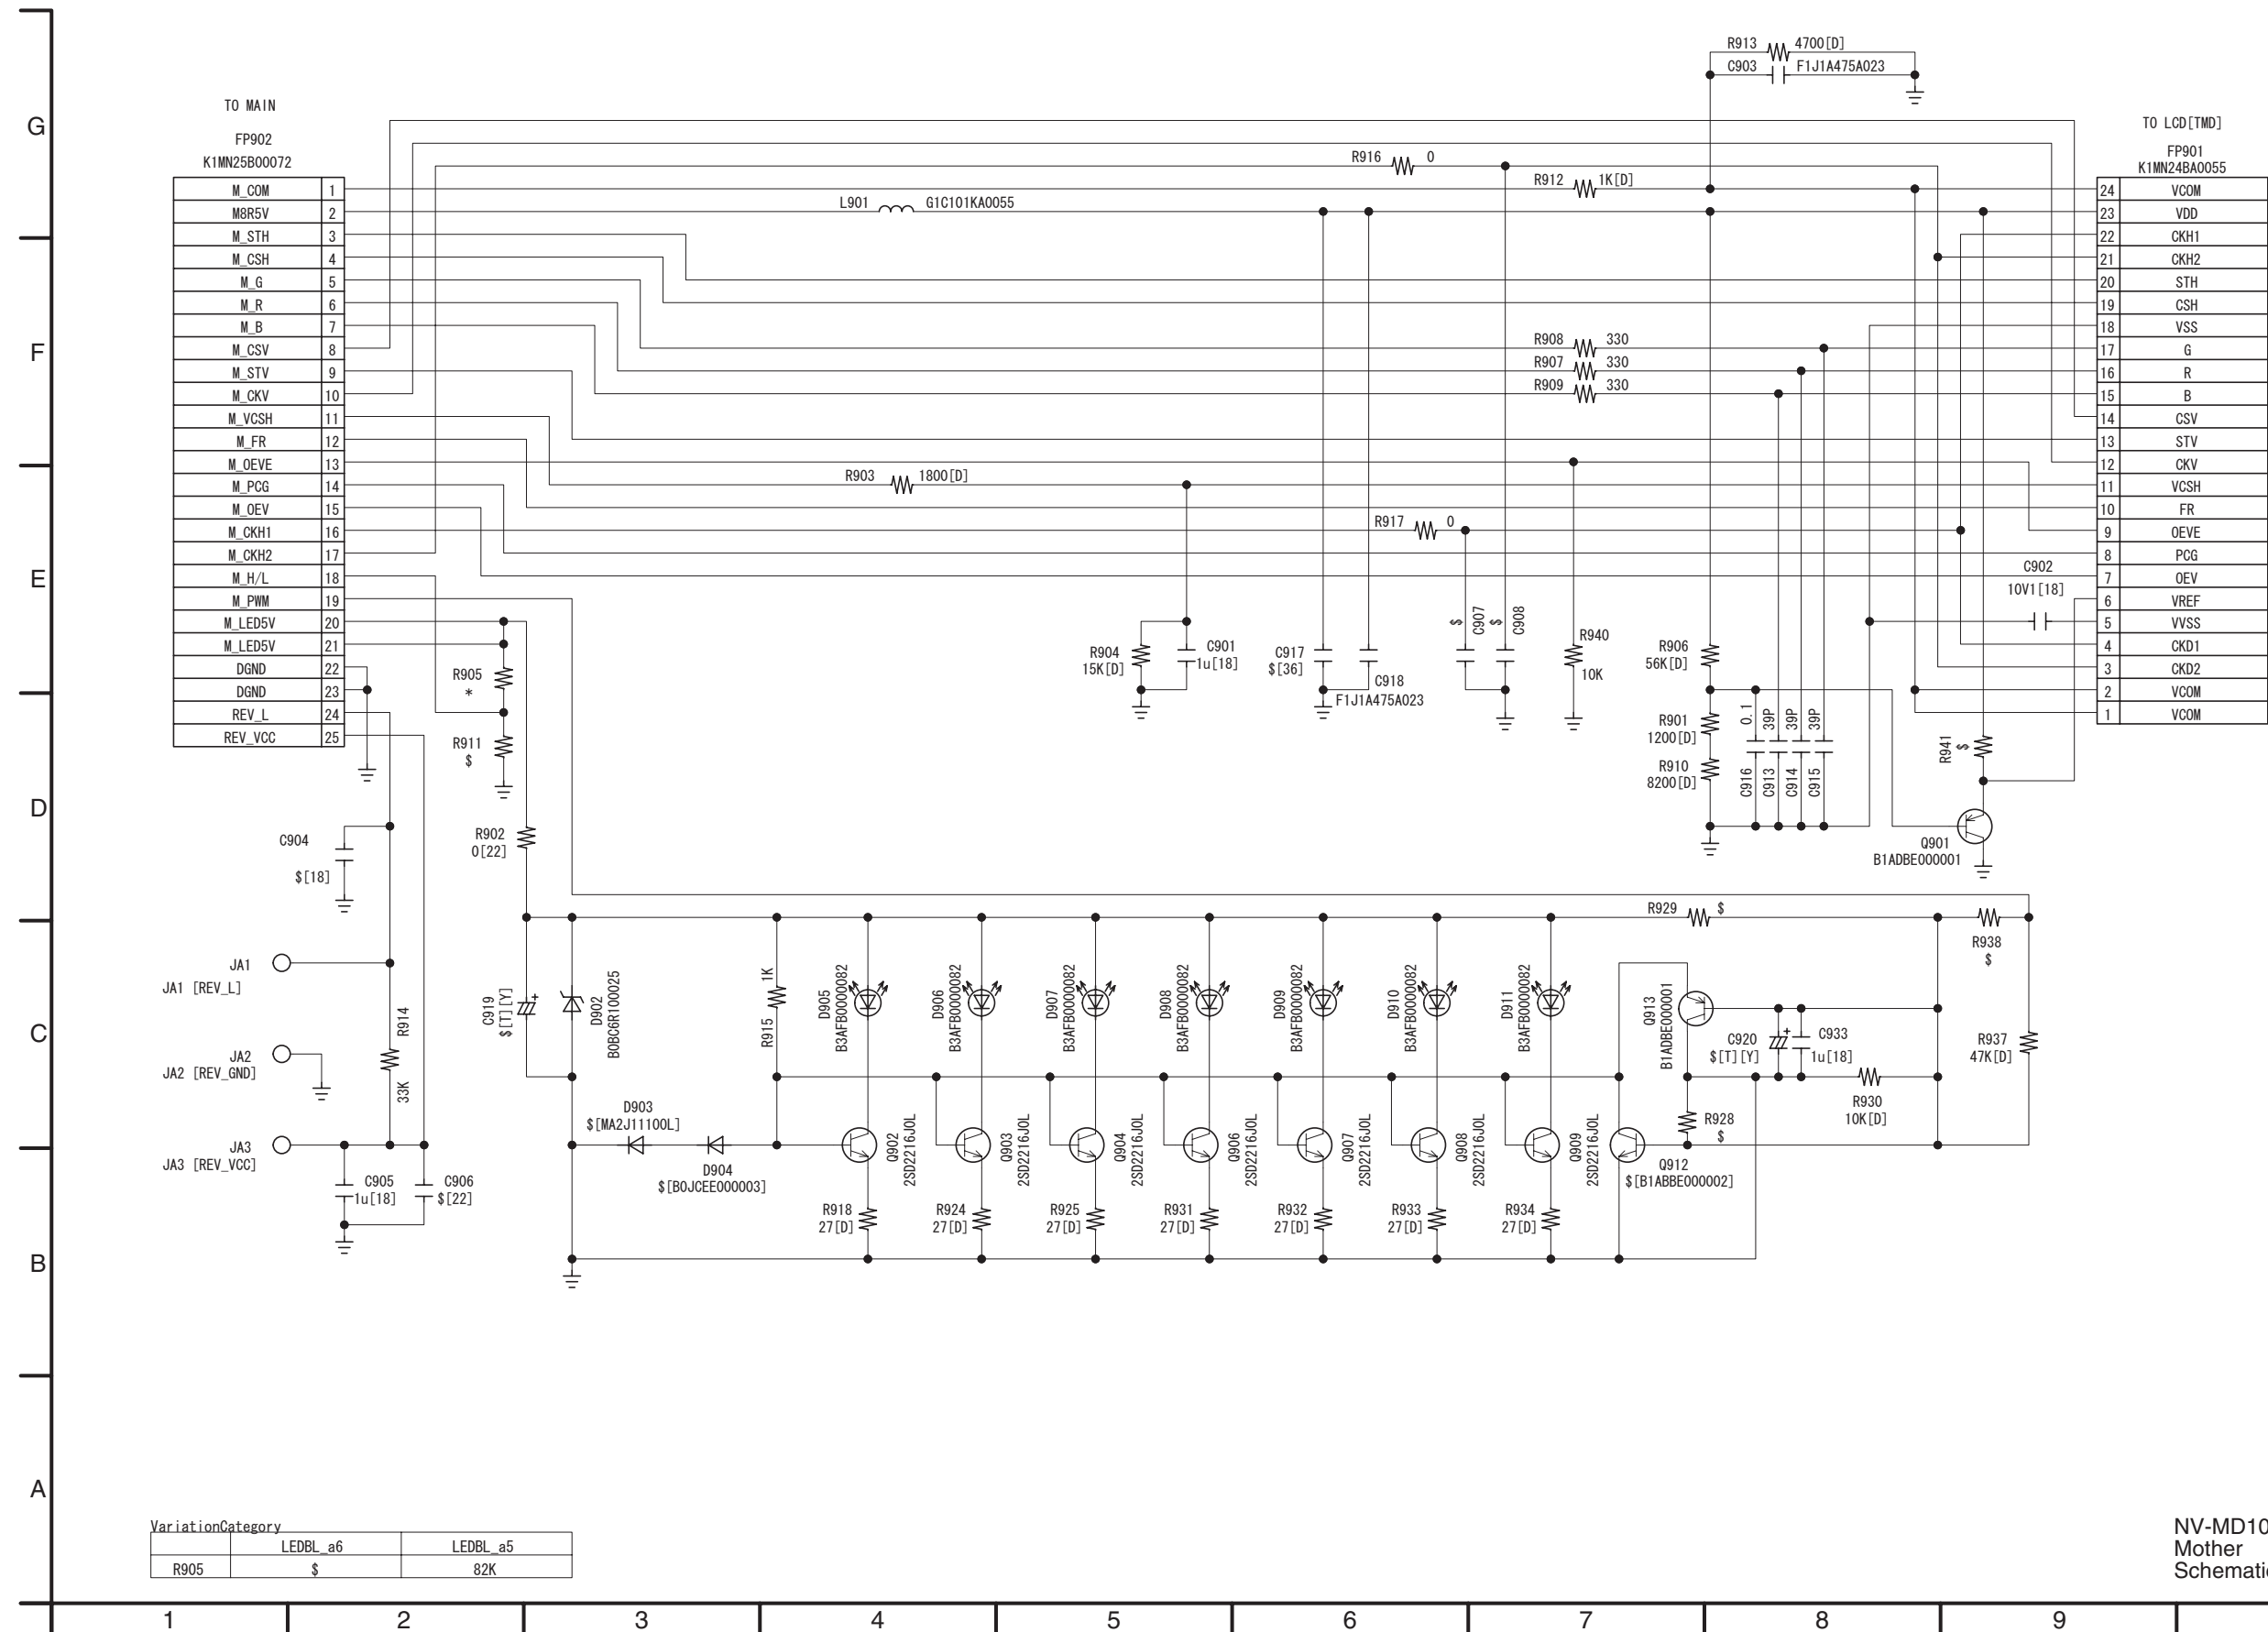 G
F
E
D
C
B
A
TO MAIN
FP902
K1MN25B00072
M_COM 1
M8R5V 2
M_STH 3
M_CSH 4
M_G 5
M_R 6
M_B 7
M_CSV 8
M_STV 9
M_CKV 10
M_VCSH 11
M_FR 12
M_OEVE 13
M_PCG 14
M_OEV 15
M_CKH1 16
M_CKH2 17
M_H/L 18
M_PWM 19
M_LED5V 20
M_LED5V 21
DGND 22
DGND 23
REV_L 24
REV_VCC 25
R913 4700[D]
C903 F1J1A475A023
R916 0
R912 1K[D]
L901 G1C101KA0055
R908 330
R907 330
R909 330
R903 1800[D]
R917 0
TO LCD[TMD]
FP901
K1MN24BA0055
24 VCOM
23 VDD
22 CKH1
21 CKH2
20 STH
19 CSH
18 VSS
17 G
16 R
15 B
14 CSV
13 STV
12 CKV
11 VCSH
10 FR
9 OEVE
8 PCG
7 OEV
6 VREF
5 VVSS
4 CKD1
3 CKD2
2 VCOM
1 VCOM
C902
10V1[18]
R905
*
R911
$
R902
0[22]
R904
15K[D]
C901
1u[18]
C917
$[36]
C918
F1J1A475A023
$ C907
$ C908
R940
10K
R906
56K[D]
R901
1200[D]
R910
8200[D]
C916 0.1
C913 39P
C914 39P
C915 39P
R941 $
Q901
B1ADBE000001
C904
$[18]
JA1
JA1 [REV_L]
JA2
JA2 [REV_GND]
JA3
JA3 [REV_VCC]
R914
33K
C905
1u[18]
C906
$[22]
C919
$[T][Y]
D902
B0BC6R100025
R915 1K
D903
$[MA2J11100L]
D904
$[B0JCEE000003]
D905
B3AFB0000082
D906
B3AFB0000082
D907
B3AFB0000082
D908
B3AFB0000082
D909
B3AFB0000082
D910
B3AFB0000082
D911
B3AFB0000082
Q902
2SD2216J0L
Q903
2SD2216J0L
Q904
2SD2216J0L
Q906
2SD2216J0L
Q907
2SD2216J0L
Q908
2SD2216J0L
Q909
2SD2216J0L
R918
27[D]
R924
27[D]
R925
27[D]
R931
27[D]
R932
27[D]
R933
27[D]
R934
27[D]
R929 $
R938
$
Q913
B1ADBE000001
C920
$[T][Y]
C933
1u[18]
R937
47K[D]
R930
10K[D]
R928
$
Q912
$[B1ABBE000002]
VariationCategory
LEDBL_a6 LEDBL_a5
R905 $ 82K
NV-MD10
Mother
Schemati
1 2 3 4 5 6 7 8 9